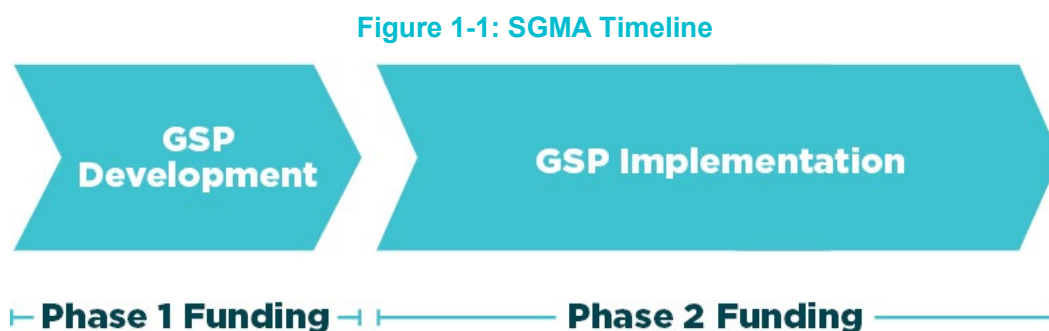 Figure 1-1: SGMA Timeline
GSP
Development
GSP Implementation
Phase 1 Funding
Phase 2 Funding